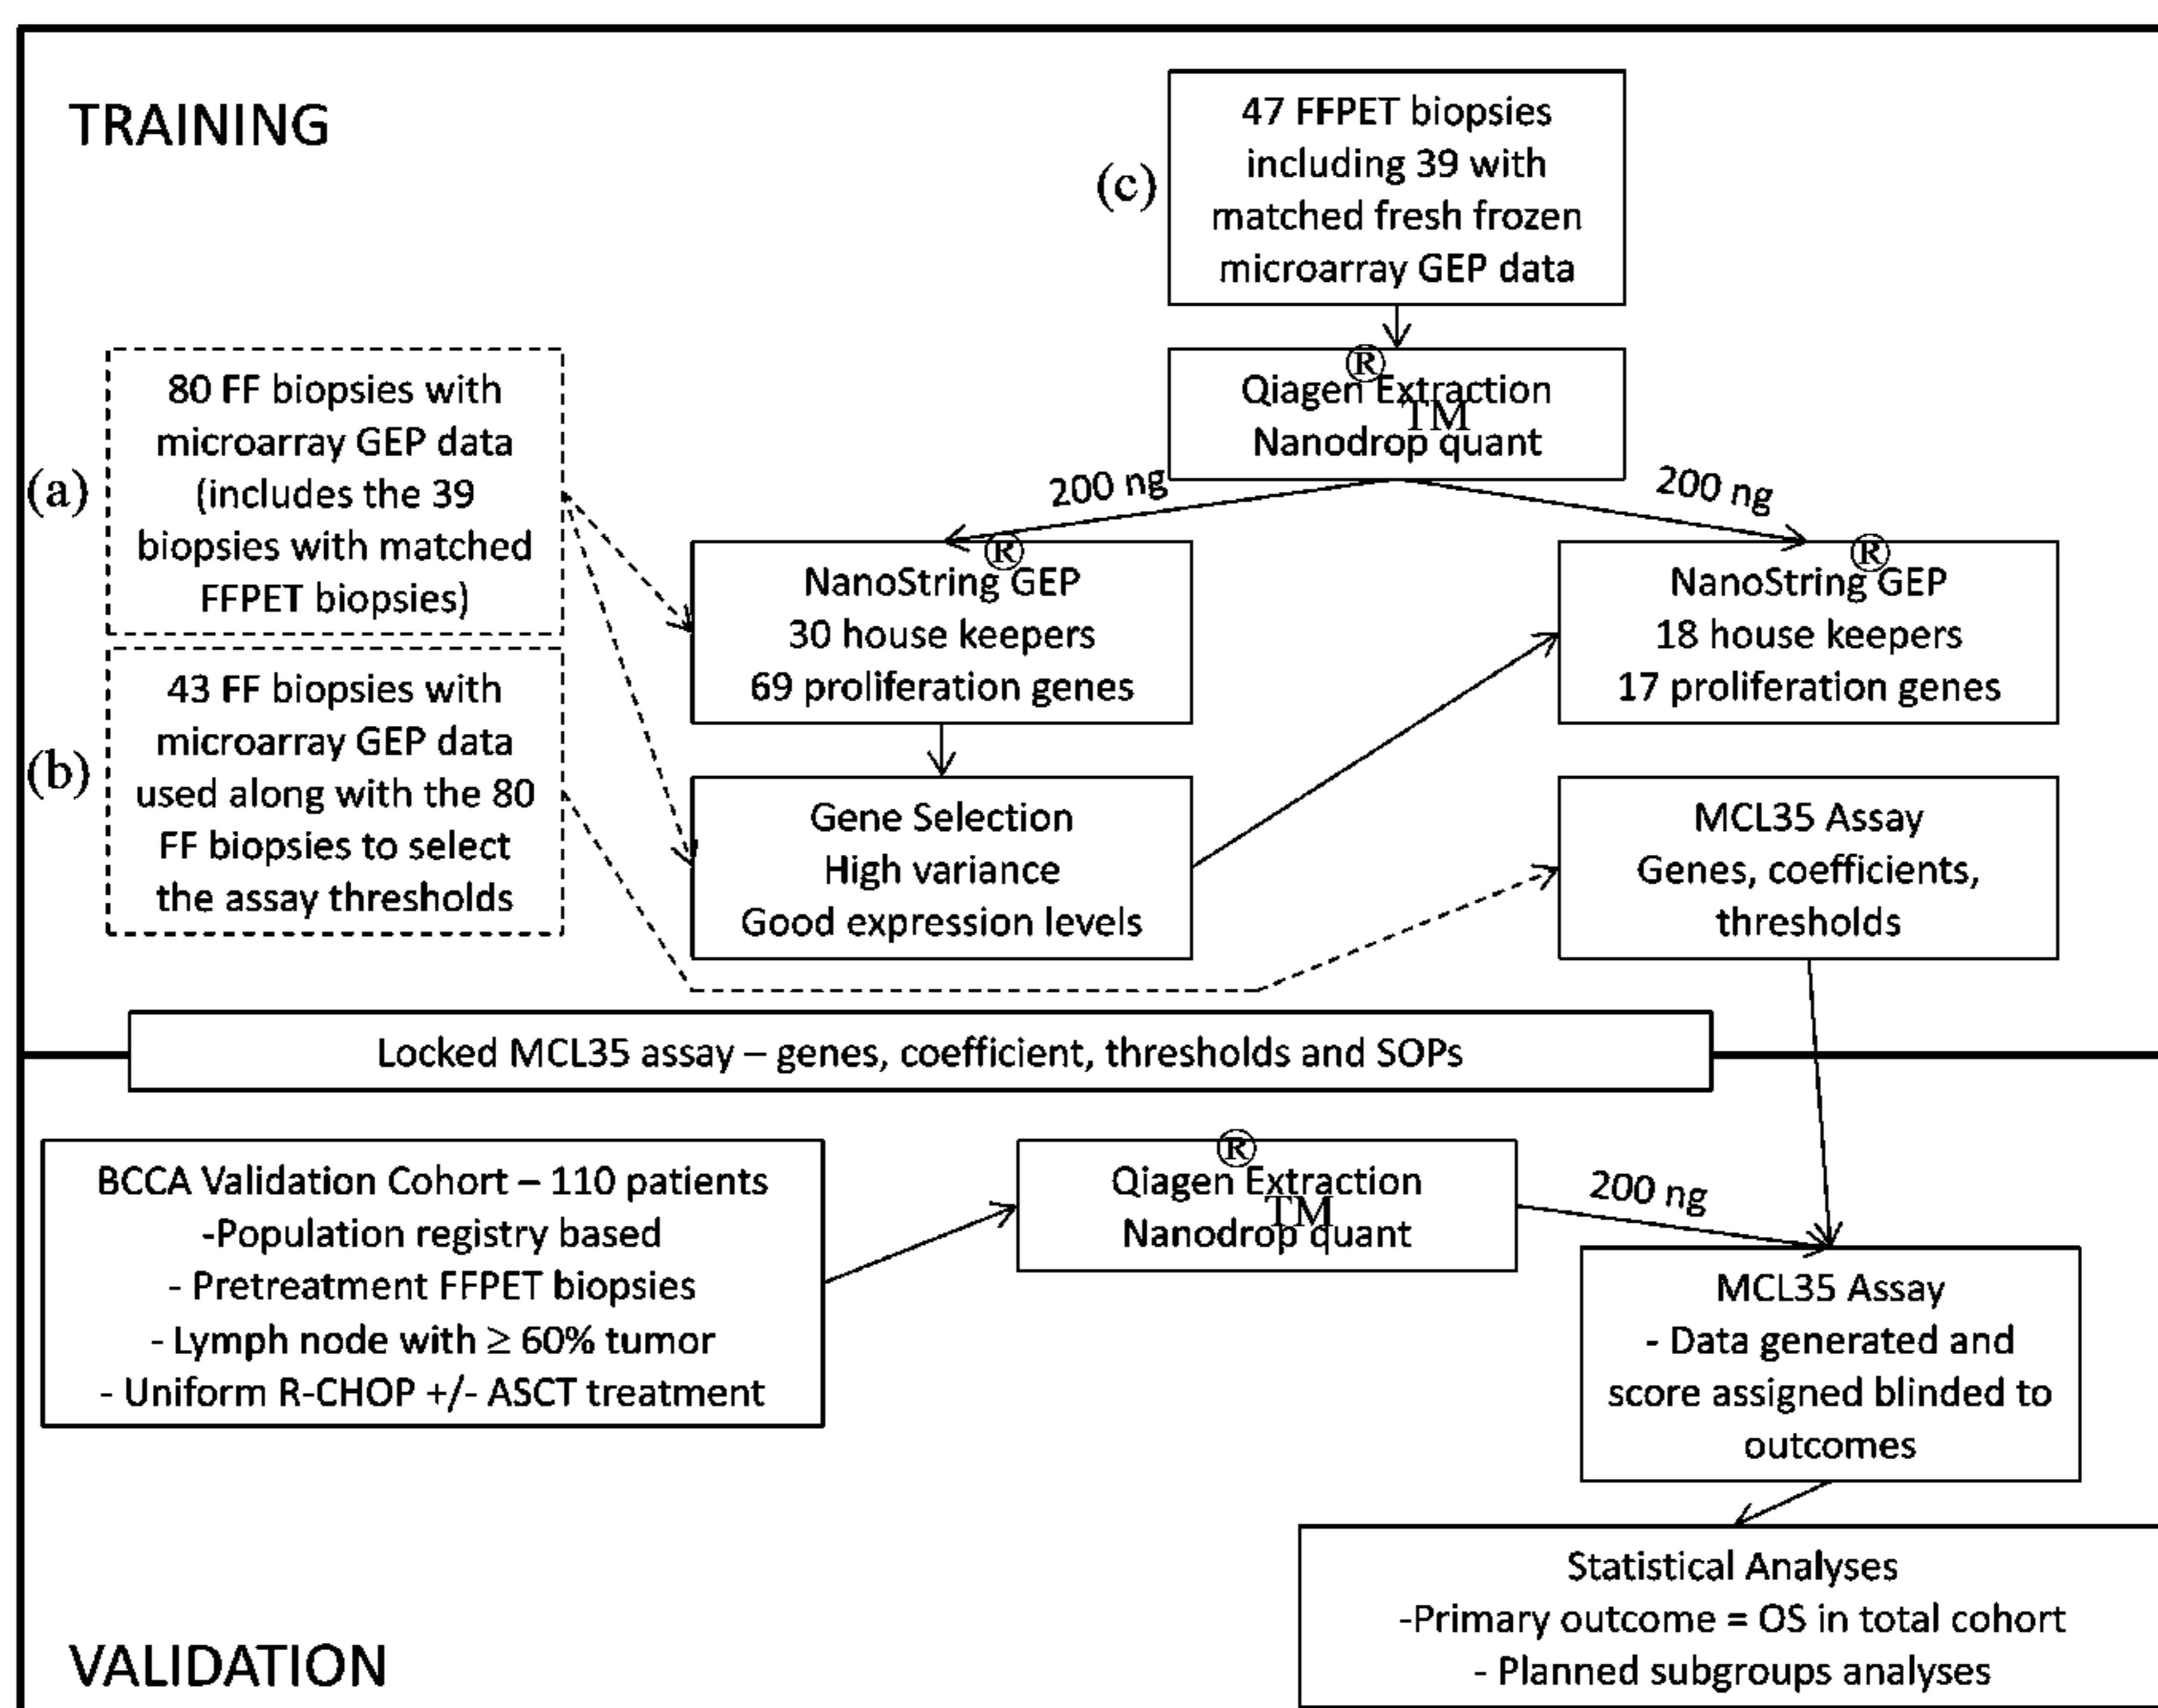 TRAINING
(c)
47 FFPET biopsies
including 39 with
matched fresh frozen
microarray GEP data
Qiagen® Extraction
Nanodrop™ quant
200 ng
200 ng
(a)
80 FF biopsies with
microarray GEP data
(includes the 39
biopsies with matched
FFPET biopsies)
(b)
43 FF biopsies with
microarray GEP data
used along with the 80
FF biopsies to select
the assay thresholds
NanoString® GEP
30 house keepers
69 proliferation genes
NanoString® GEP
18 house keepers
17 proliferation genes
Gene Selection
High variance
Good expression levels
MCL35 Assay
Genes, coefficients,
thresholds
Locked MCL35 assay – genes, coefficient, thresholds and SOPs
BCCA Validation Cohort – 110 patients
-Population registry based
- Pretreatment FFPET biopsies
- Lymph node with ≥ 60% tumor
- Uniform R-CHOP +/- ASCT treatment
Qiagen® Extraction
Nanodrop™ quant
200 ng
MCL35 Assay
- Data generated and
score assigned blinded to
outcomes
Statistical Analyses
-Primary outcome = OS in total cohort
- Planned subgroups analyses
VALIDATION